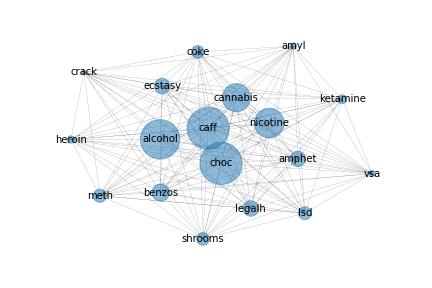 amyl
coke
crack
ecstasy
cannabis
ketamine
nicotine
caff
heroin
alcohol
amphet
choc
vsa
benzos
meth
legalh
lsd
shrooms